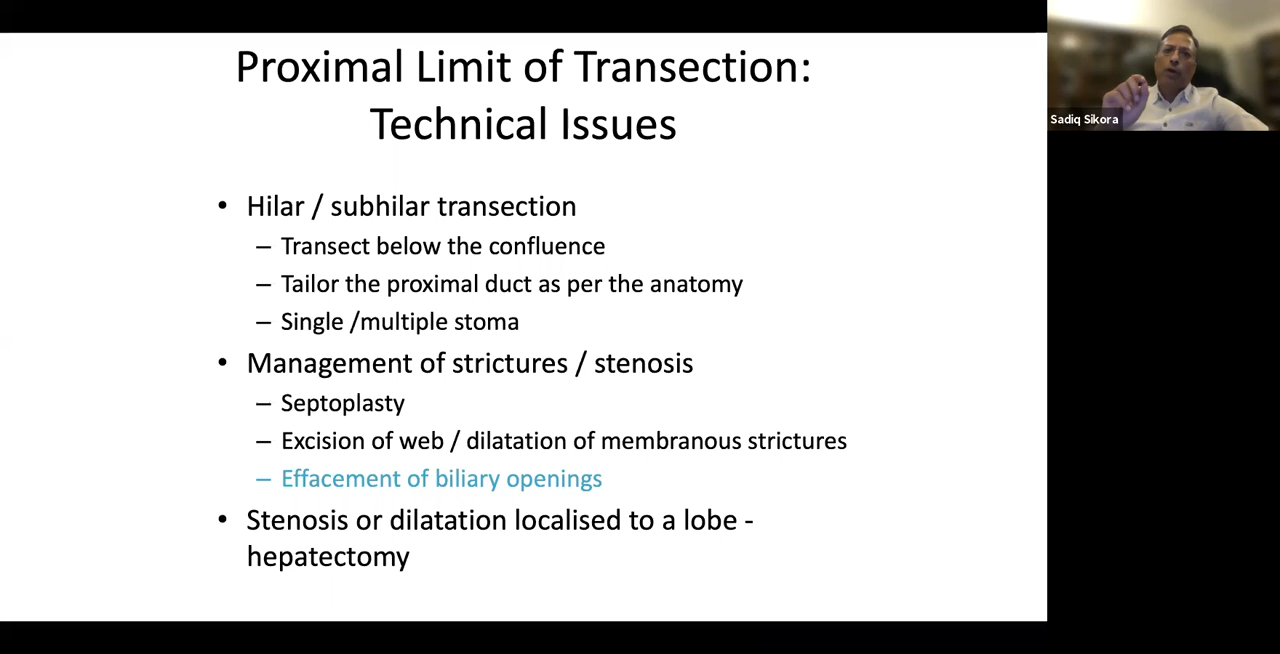 Proximal Limit of Transection:
Technical Issues
• Hilar / subhilar transection
– Transect below the confluence
– Tailor the proximal duct as per the anatomy
– Single /multiple stoma
• Management of strictures / stenosis
– Septoplasty
– Excision of web / dilatation of membranous strictures
– Effacement of biliary openings
• Stenosis or dilatation localised to a lobe -
hepatectomy
Sadiq Sikora